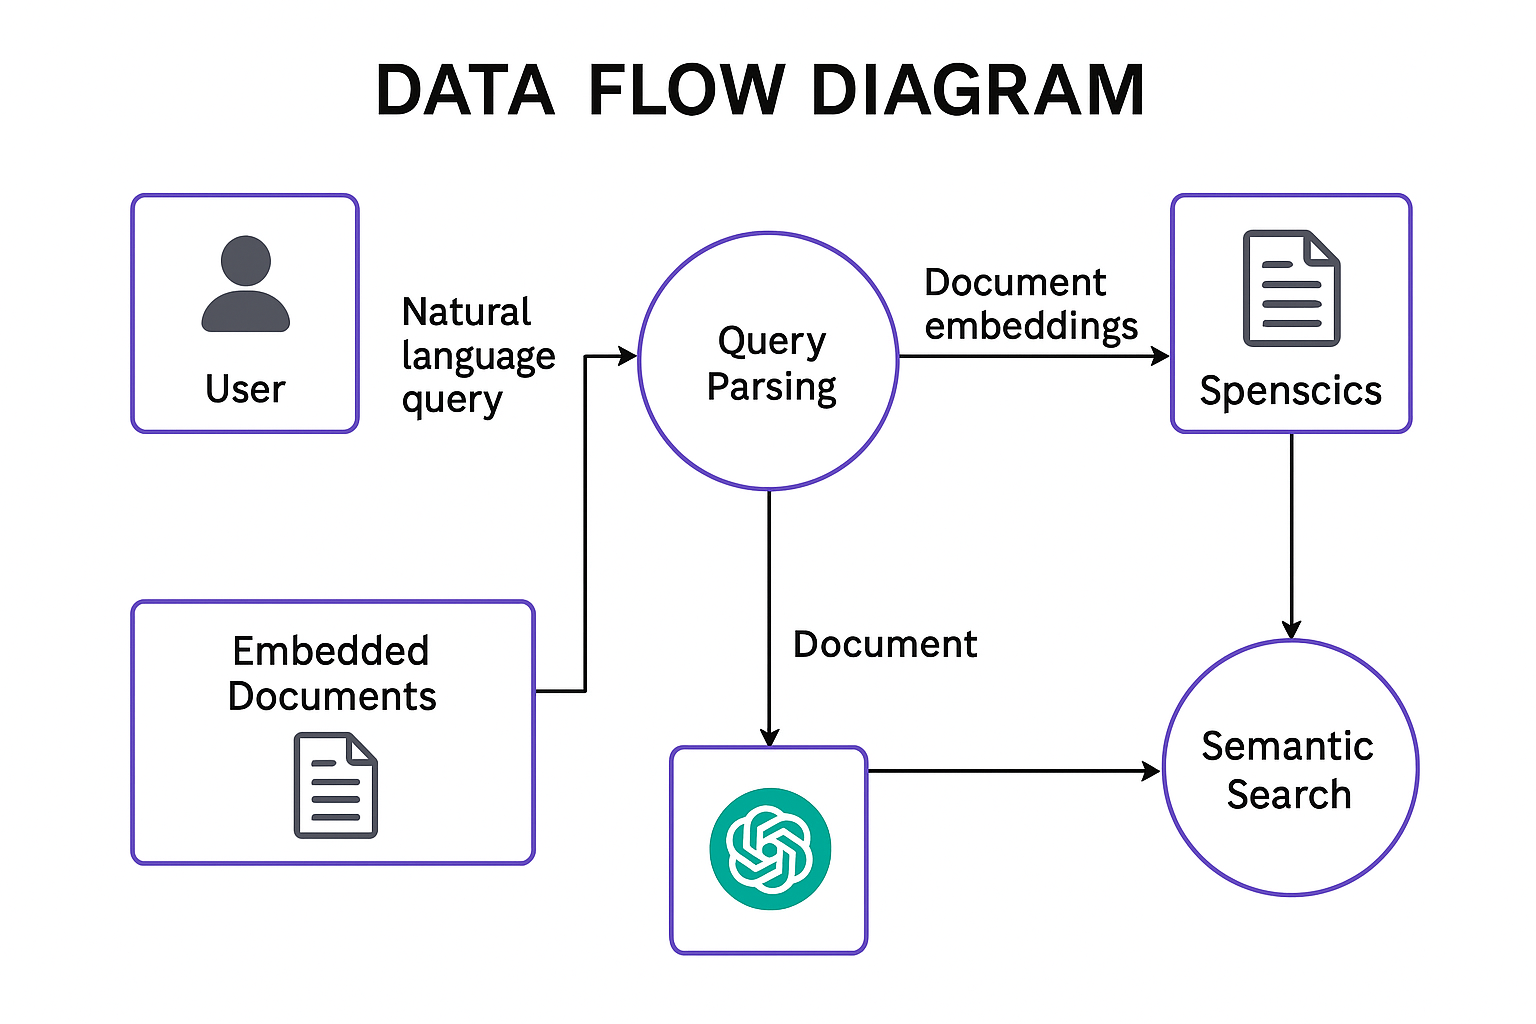 DATA FLOW DIAGRAM
User
Natural
language
query
Query
Parsing
Document
embeddings
Spenscics
Embedded
Documents
Document
Semantic
Search